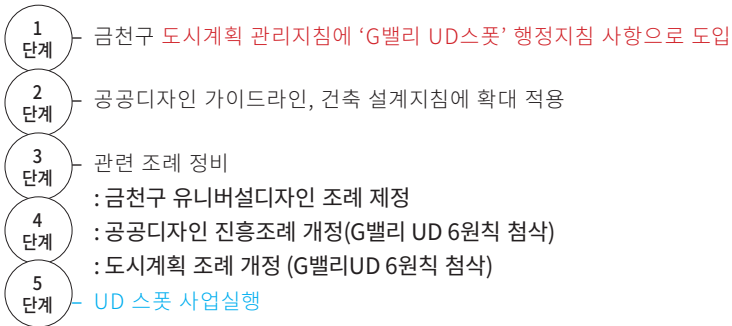 1
단계
금천구 도시계획 관리지침에 ‘G밸리 UD스폿’ 행정지침 사항으로 도입
2
단계
공공디자인 가이드라인, 건축 설계지침에 확대 적용
3
단계
관련 조례 정비
: 금천구 유니버설디자인 조례 제정
4
단계
: 공공디자인 진흥조례 개정(G밸리 UD 6원칙 첨삭)
: 도시계획 조례 개정 (G밸리UD 6원칙 첨삭)
5
단계
UD 스폿 사업실행